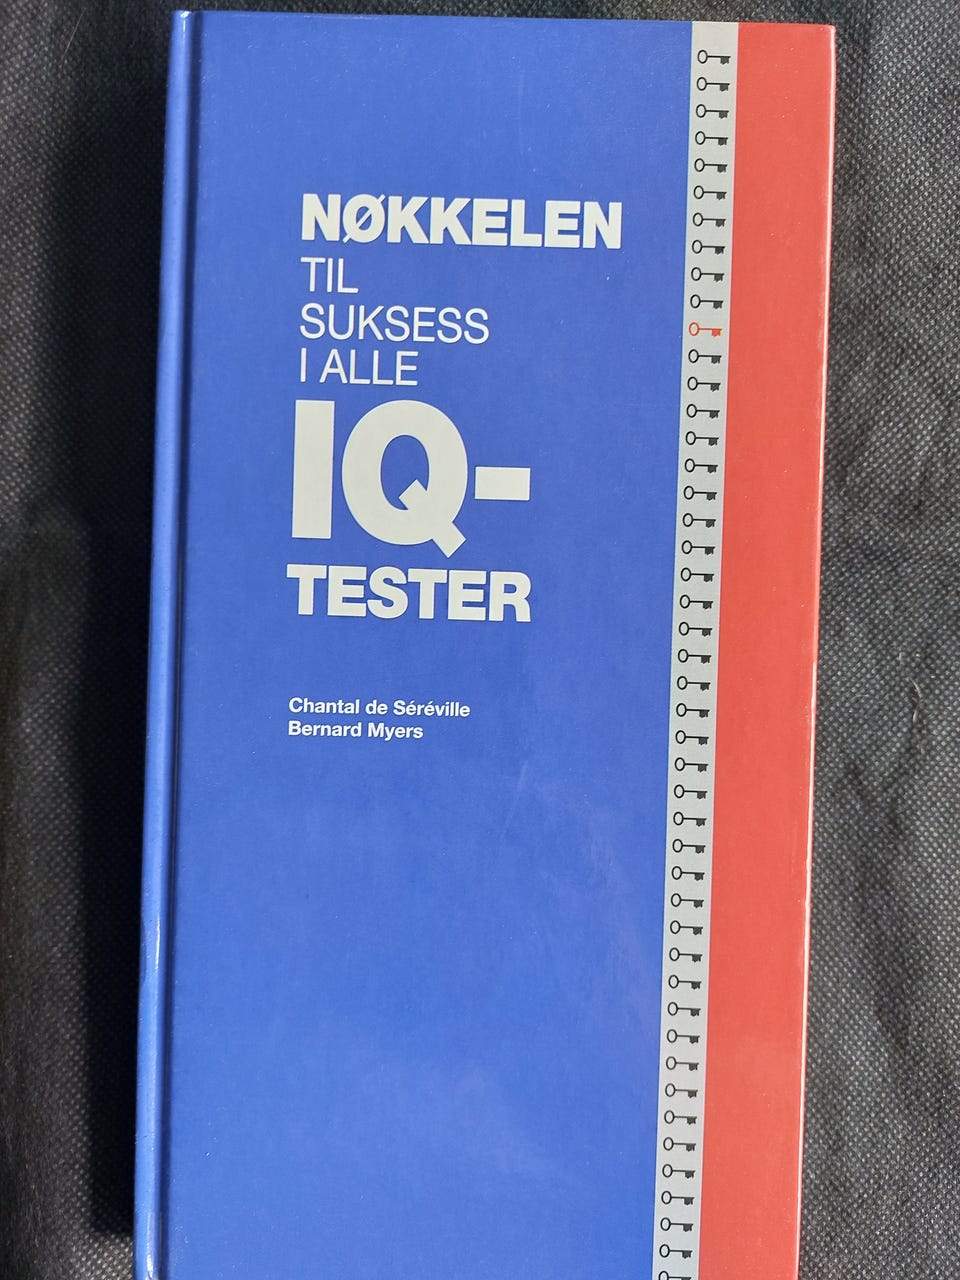 NØKKELEN
TIL
SUKSESS
I ALLE
IQ-
TESTER
Chantal de Séréville
Bernard Myers